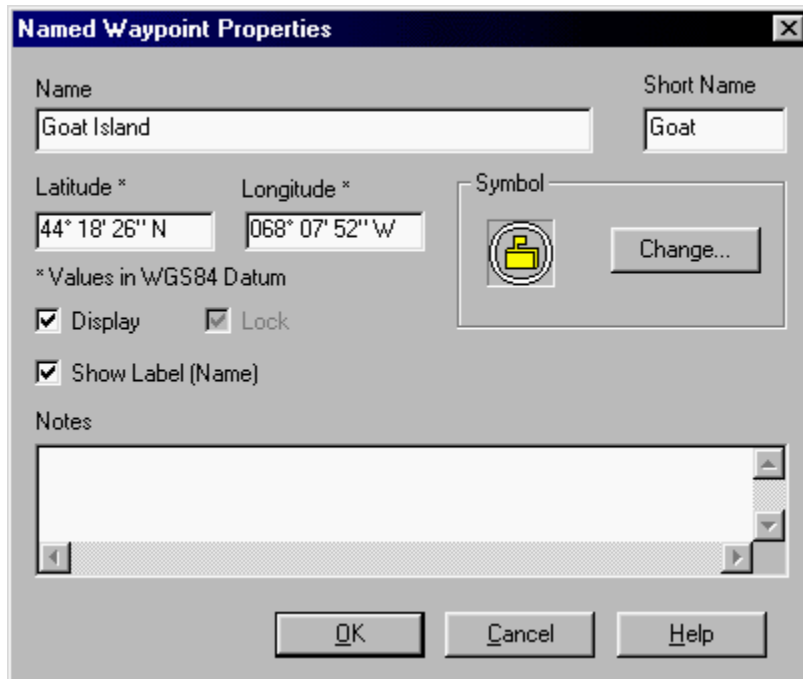 Named Waypoint Properties
Name
Short Name
Goat Island
Goat
Latitude *
Longitude *
Symbol
44° 18' 26" N
068° 07' 52" W
Change...
* Values in WGS84 Datum
Display
Lock
Show Label (Name)
Notes
OK
Cancel
Help